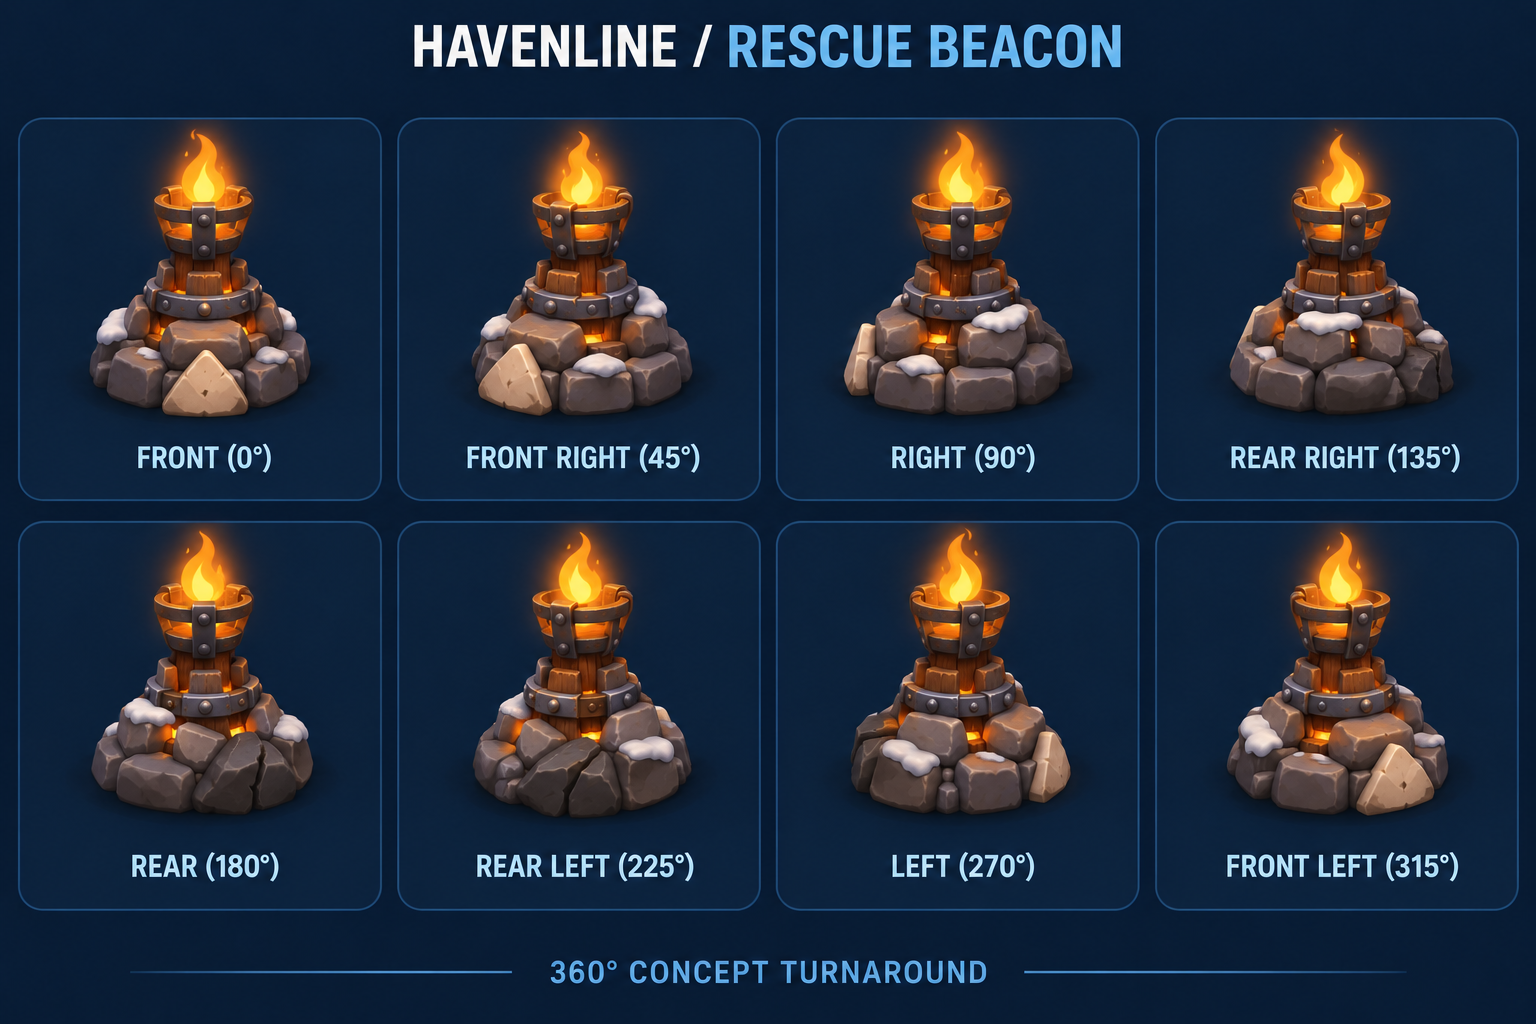 HAVENLINE / RESCUE BEACON
FRONT (0°)
FRONT RIGHT (45°)
RIGHT (90°)
REAR RIGHT (135°)
REAR (180°)
REAR LEFT (225°)
LEFT (270°)
FRONT LEFT (315°)
360° CONCEPT TURNAROUND